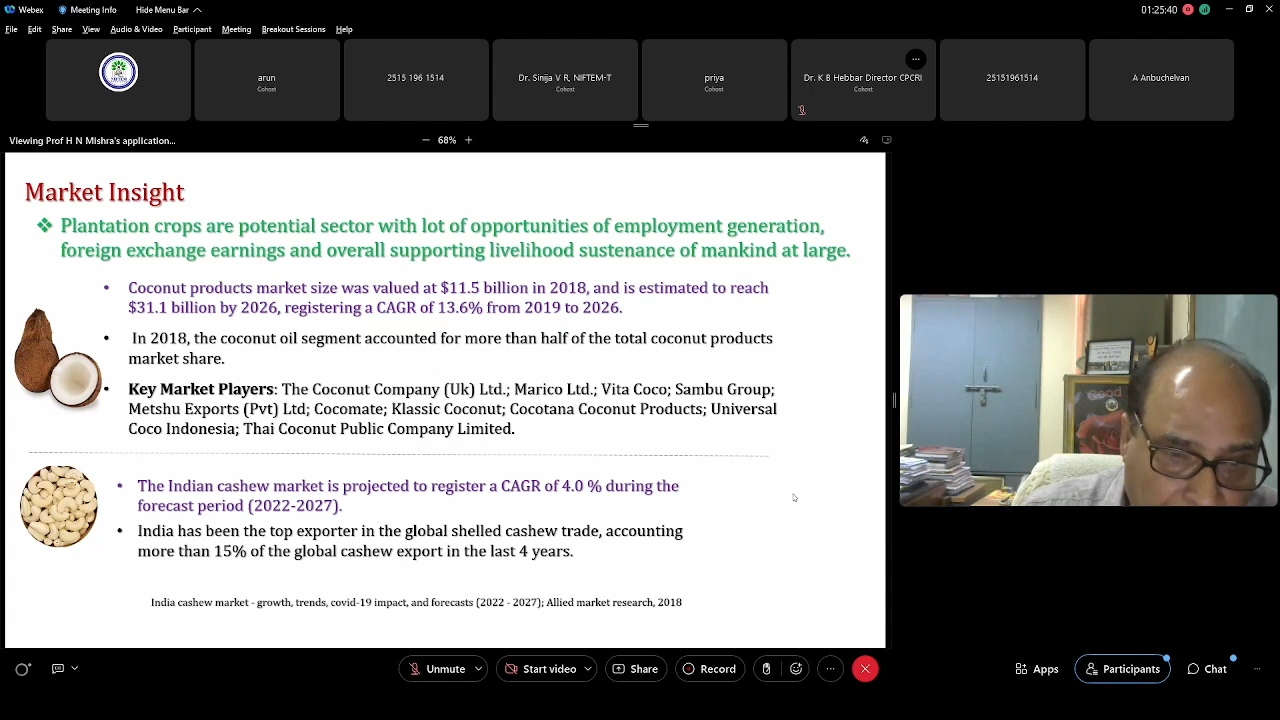 Webex
Meeting Info
Hide Menu Bar
01:25:40
File Edit Share View Audio & Video Participant Meeting Breakout Sessions Help
arun
Cohost
2515 196 1514
Dr. Sinija V R, NIFTEM-T
Cohost
priya
Cohost
Dr. K B Hebbar Director CPCRI
Cohost
25151961514
A Anbuchelvan
Viewing Prof H N Mishra's application...
− 68% +
Market Insight
Plantation crops are potential sector with lot of opportunities of employment generation,
foreign exchange earnings and overall supporting livelihood sustenance of mankind at large.
• Coconut products market size was valued at $11.5 billion in 2018, and is estimated to reach
$31.1 billion by 2026, registering a CAGR of 13.6% from 2019 to 2026.
• In 2018, the coconut oil segment accounted for more than half of the total coconut products
market share.
• Key Market Players: The Coconut Company (Uk) Ltd.; Marico Ltd.; Vita Coco; Sambu Group;
Metshu Exports (Pvt) Ltd; Cocomate; Klassic Coconut; Cocotana Coconut Products; Universal
Coco Indonesia; Thai Coconut Public Company Limited.
• The Indian cashew market is projected to register a CAGR of 4.0 % during the
forecast period (2022-2027).
• India has been the top exporter in the global shelled cashew trade, accounting
more than 15% of the global cashew export in the last 4 years.
India cashew market - growth, trends, covid-19 impact, and forecasts (2022 - 2027); Allied market research, 2018
Good
Unmute
Start video
Share
Record
Apps
Participants
Chat